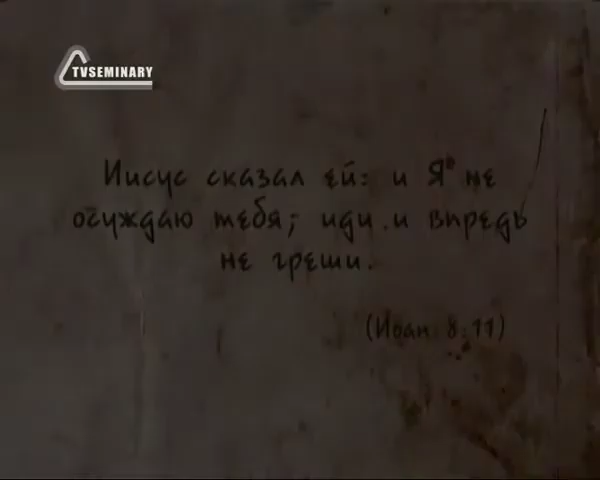 TVSEMINARY
Иисус сказал ей: и Я не
осуждаю тебя; иди и впредь
не греши.
(Иоан. 8:11)